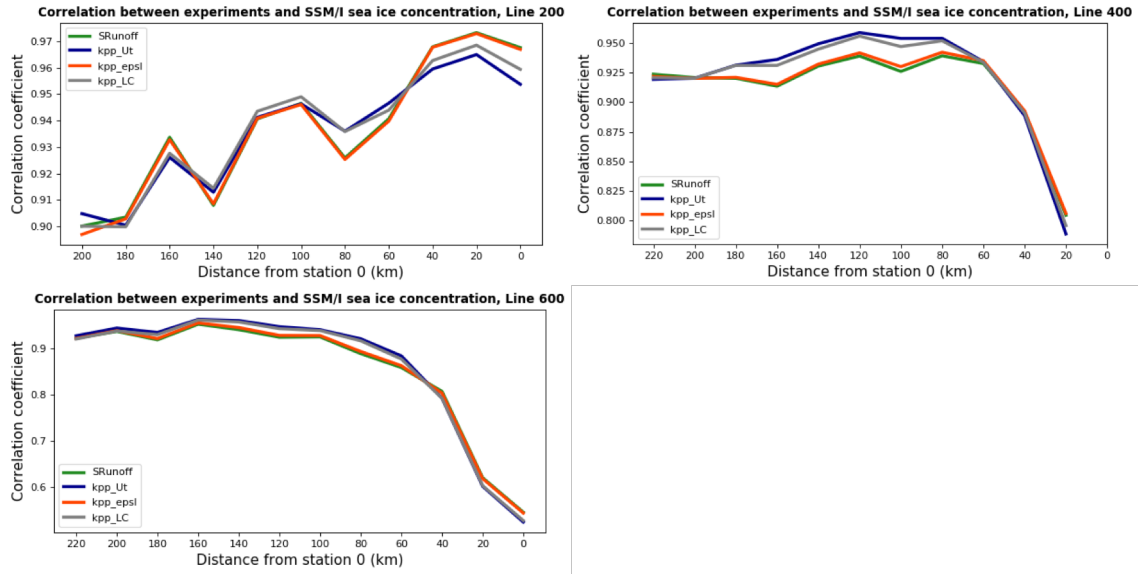 Correlation between experiments and SSM/I sea ice concentration, Line 200
SRunoff
kpp_Ut
kpp_epsl
kpp_LC
0.97
0.96
0.95
0.94
0.93
0.92
0.91
0.90
Correlation coefficient
200 180 160 140 120 100 80 60 40 20 0
Distance from station 0 (km)
Correlation between experiments and SSM/I sea ice concentration, Line 400
0.950
0.925
0.900
0.875
0.850
0.825
0.800
Correlation coefficient
SRunoff
kpp_Ut
kpp_epsl
kpp_LC
220 200 180 160 140 120 100 80 60 40 20 0
Distance from station 0 (km)
Correlation between experiments and SSM/I sea ice concentration, Line 600
0.9
0.8
0.7
0.6
Correlation coefficient
SRunoff
kpp_Ut
kpp_epsl
kpp_LC
220 200 180 160 140 120 100 80 60 40 20 0
Distance from station 0 (km)